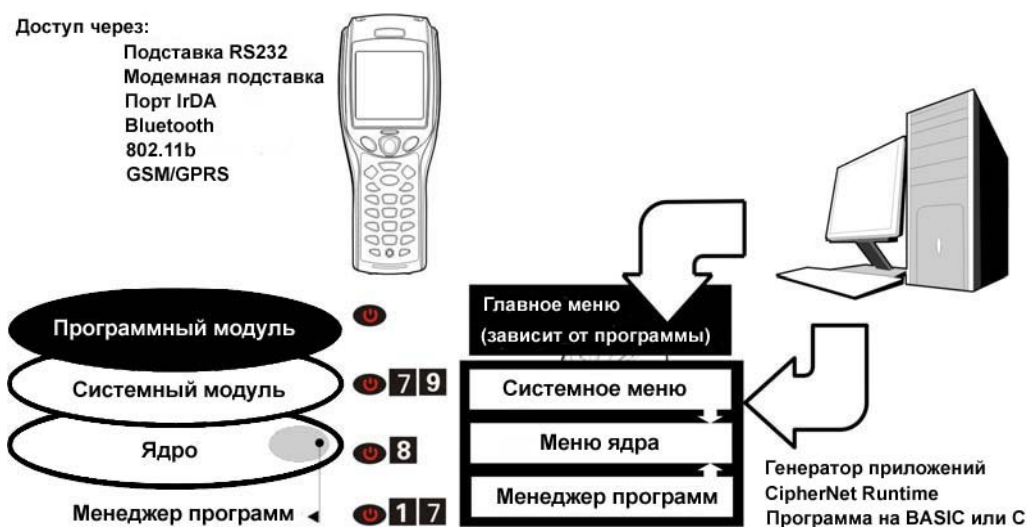 Доступ через:
Подставка RS232
Модемная подставка
Порт IrDA
Bluetooth
802.11b
GSM/GPRS
Программный модуль
Главное меню
(зависит от программы)
Системный модуль
7 9
Системное меню
Ядро
8
Меню ядра
Менеджер программ
1 7
Менеджер программ
Генератор приложений
CipherNet Runtime
Программа на BASIC или C